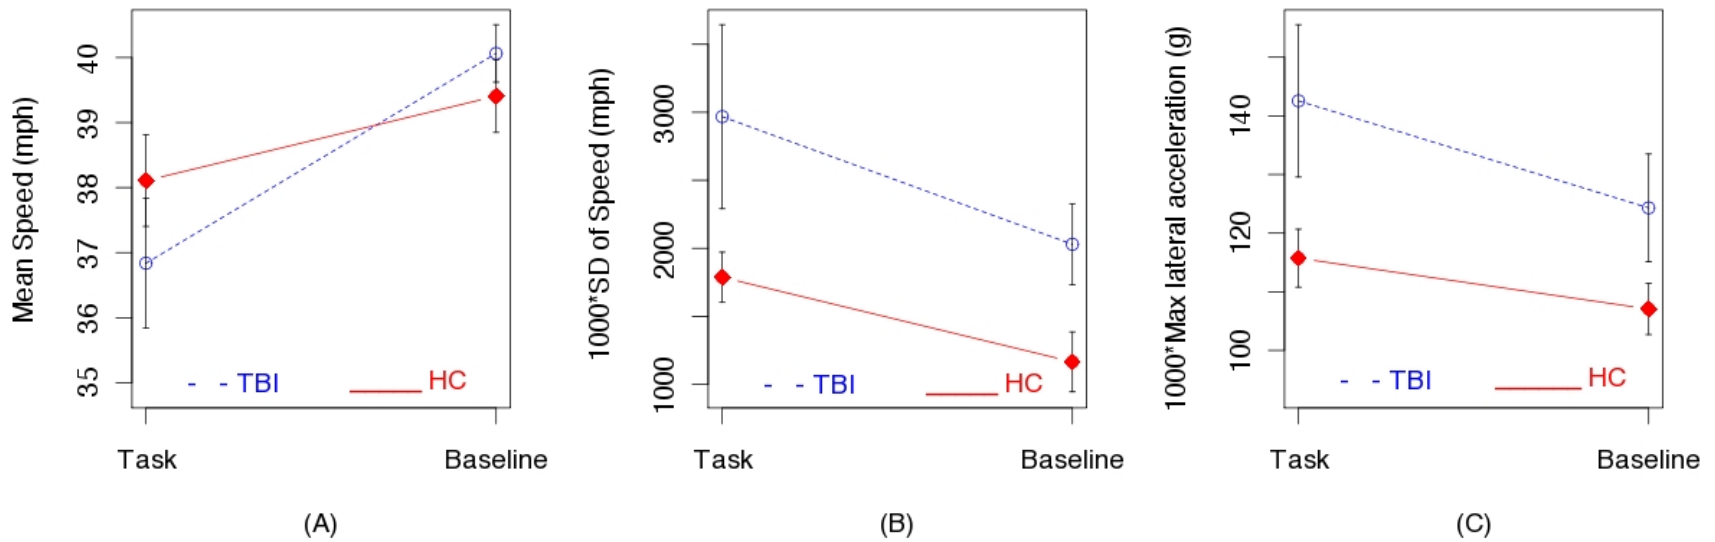 Mean Speed (mph)
40
39
38
37
36
35
TBI
HC
Task
Baseline
(A)
1000*SD of Speed (mph)
3000
2000
1000
TBI
HC
Task
Baseline
(B)
1000*Max lateral acceleration (g)
140
120
100
TBI
HC
Task
Baseline
(C)